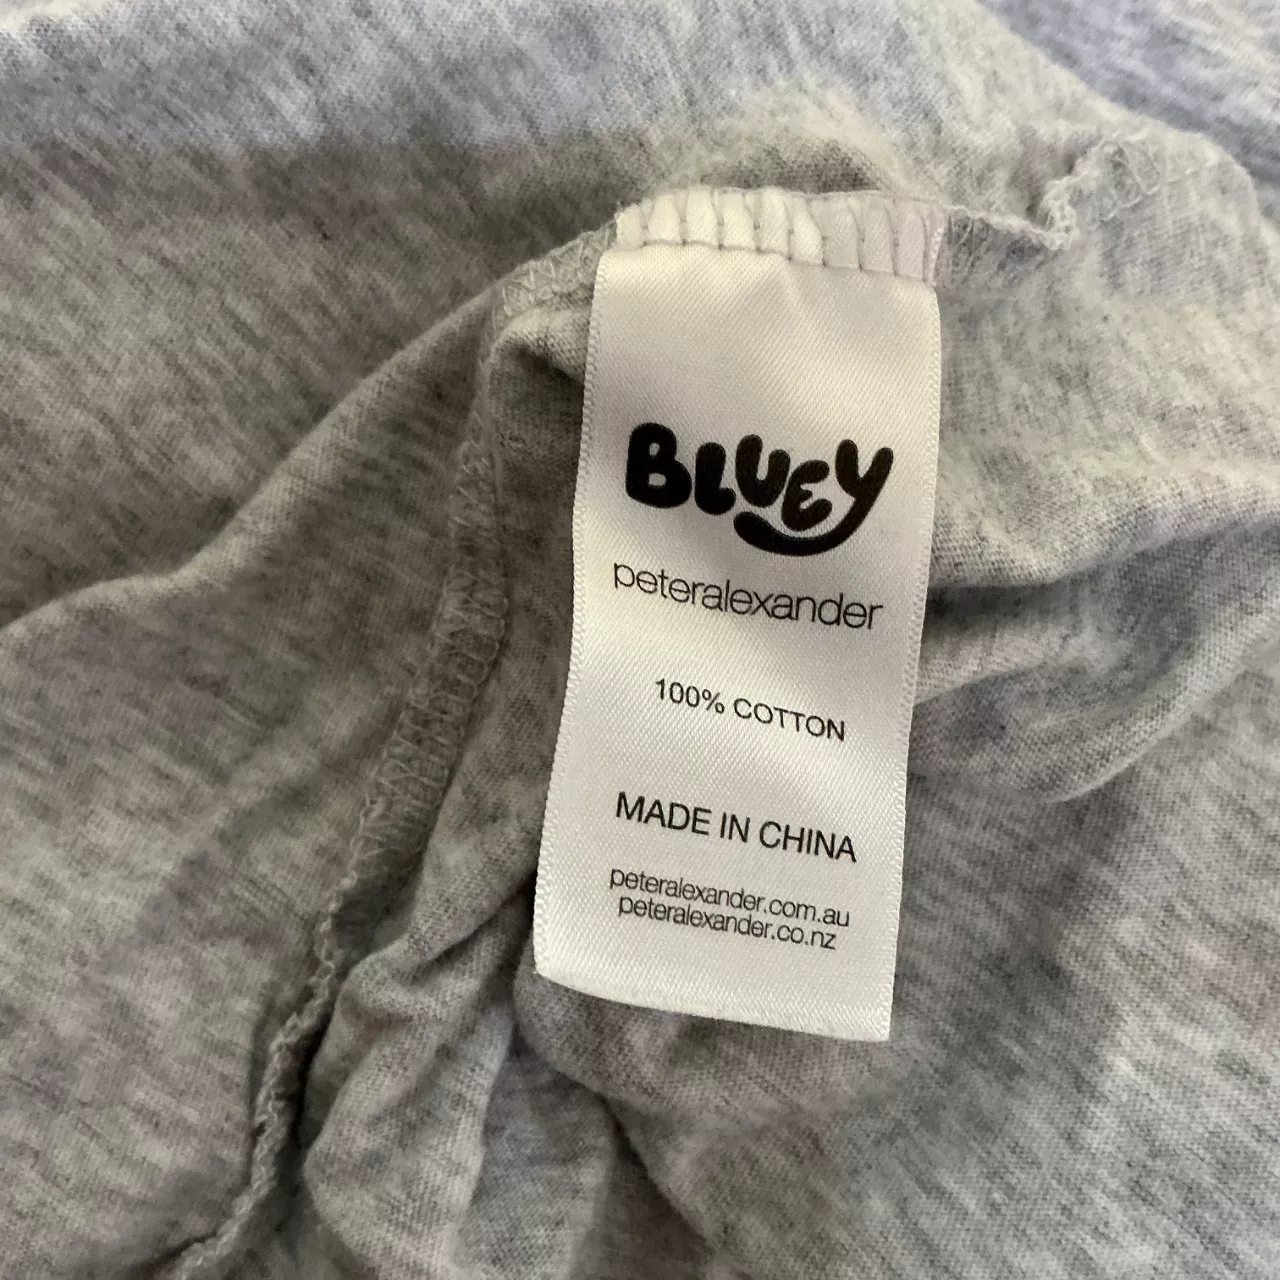 BLUEY
peteralexander
100% COTTON
MADE IN CHINA
peteralexander.com.au
peteralexander.co.nz